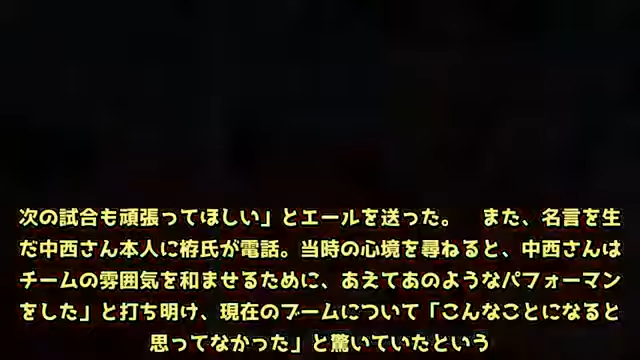 次の試合も頑張ってほしい」とエールを送った。　また、名言を生
だ中西さん本人に栫氏が電話。当時の心境を尋ねると、中西さんは
チームの雰囲気を和ませるために、あえてあのようなパフォーマン
をした」と打ち明け、現在のブームについて「こんなことになると
思ってなかった」と驚いていたという